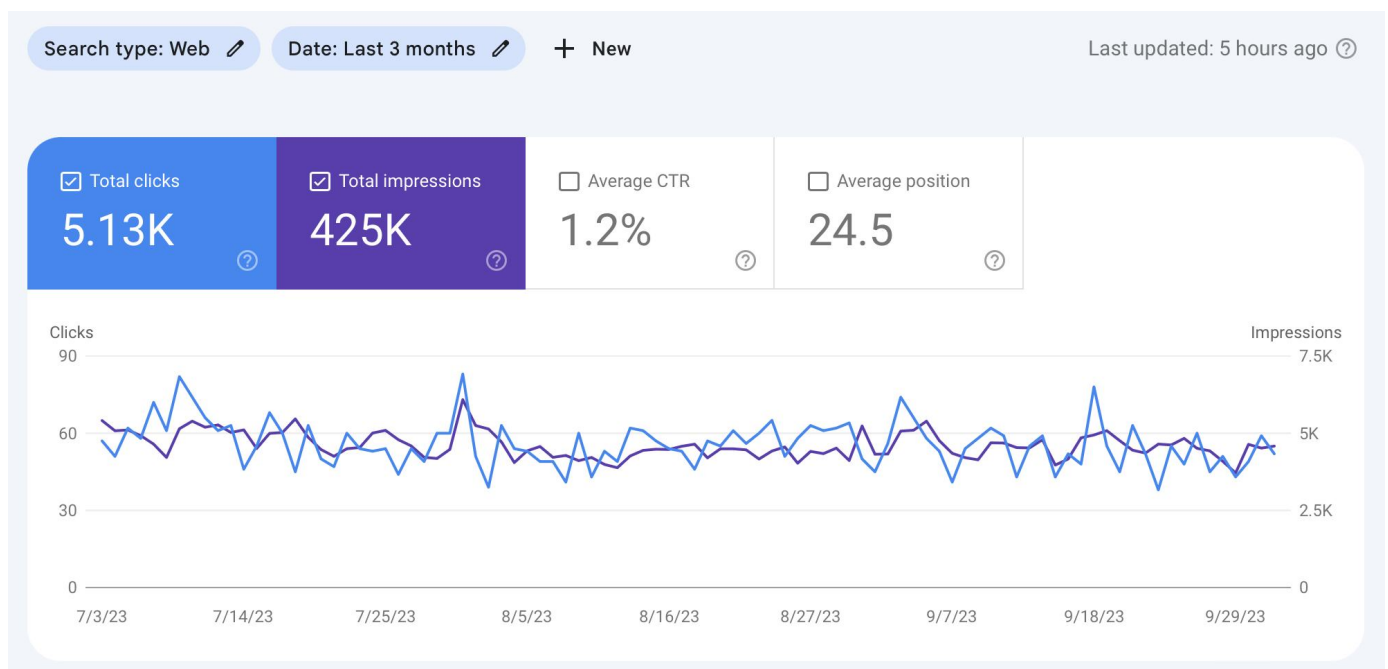 Search type: Web Date: Last 3 months + New Last updated: 5 hours ago ?
Total clicks Total impressions Average CTR Average position
5.13K 425K 1.2% 24.5
? ? ? ?
Clicks Impressions
90 7.5K
60 5K
30 2.5K
0 0
7/3/23 7/14/23 7/25/23 8/5/23 8/16/23 8/27/23 9/7/23 9/18/23 9/29/23